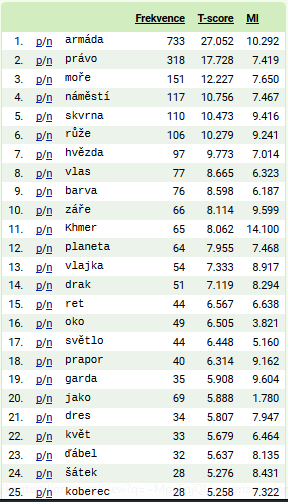 Frekvence T-score MI
1. p/n armáda 733 27.052 10.292
2. p/n právo 318 17.728 7.419
3. p/n moře 151 12.227 7.650
4. p/n náměstí 117 10.756 7.467
5. p/n skvrna 110 10.473 9.416
6. p/n růže 106 10.279 9.241
7. p/n hvězda 97 9.773 7.014
8. p/n vlas 77 8.665 6.323
9. p/n barva 76 8.598 6.187
10. p/n záře 66 8.114 9.599
11. p/n Khmer 65 8.062 14.100
12. p/n planeta 64 7.955 7.468
13. p/n vlajka 54 7.333 8.917
14. p/n drak 51 7.119 8.294
15. p/n ret 44 6.567 6.638
16. p/n oko 49 6.505 3.821
17. p/n světlo 44 6.448 5.160
18. p/n prapor 40 6.314 9.162
19. p/n garda 35 5.908 9.604
20. p/n jako 69 5.888 1.780
21. p/n dres 34 5.807 7.947
22. p/n květ 33 5.679 6.464
23. p/n ďábel 32 5.637 8.135
24. p/n šátek 28 5.276 8.431
25. p/n koberec 28 5.258 7.322